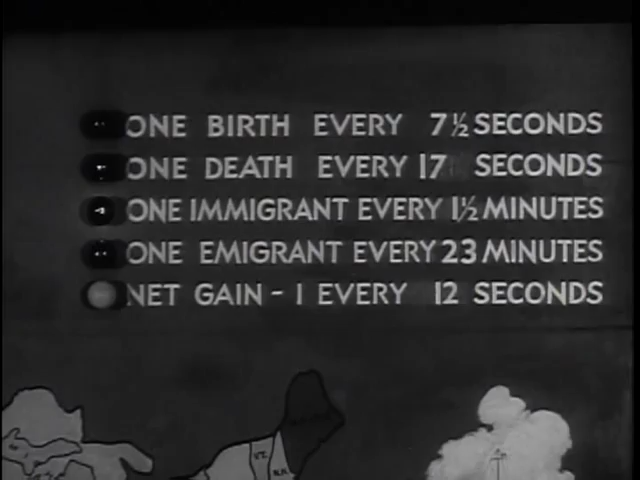 ONE BIRTH EVERY 7½ SECONDS
ONE DEATH EVERY 17 SECONDS
ONE IMMIGRANT EVERY 1½ MINUTES
ONE EMIGRANT EVERY 23 MINUTES
NET GAIN - 1 EVERY 12 SECONDS
VT.
N.H.